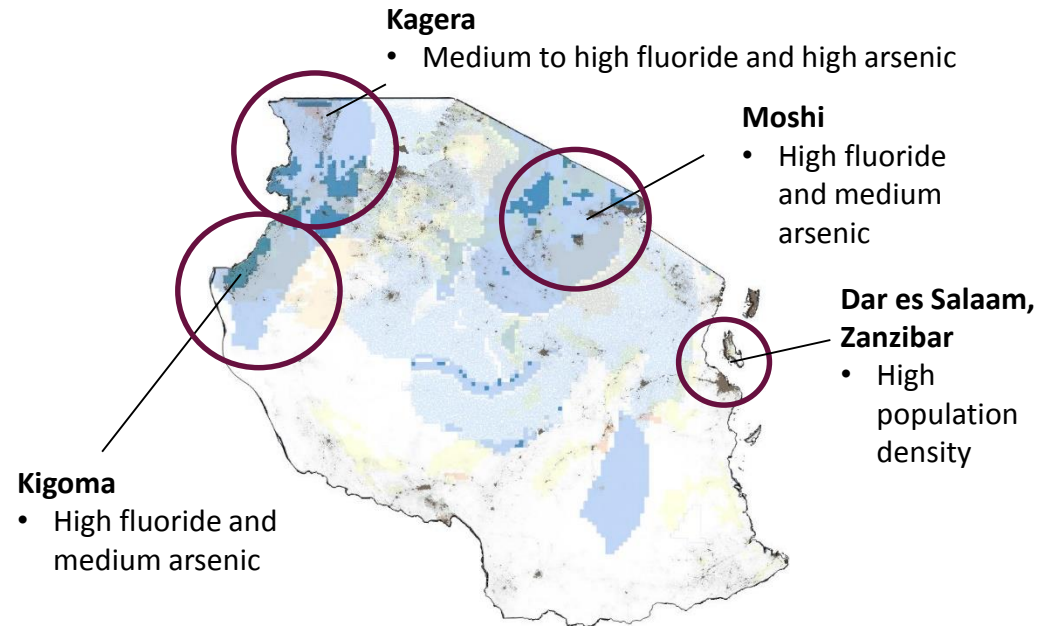 Kagera
• Medium to high fluoride and high arsenic
Moshi
• High fluoride
and medium
arsenic
Dar es Salaam,
Zanzibar
• High
population
density
Kigoma
• High fluoride and
medium arsenic